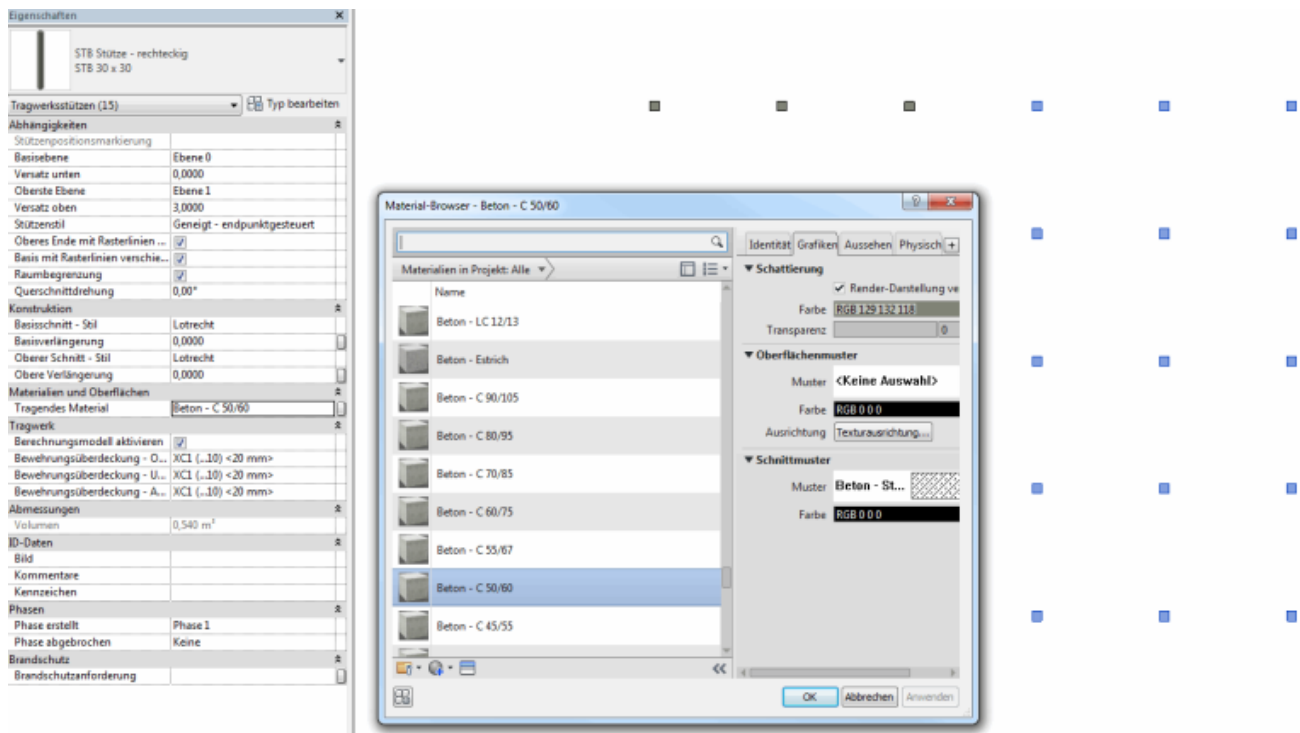 Eigenschaften
STB Stütze - rechteckig
STB 30 x 30
Tragwerksstützen (15)
Typ bearbeiten
Abhängigkeiten
Stützenpositionsmarkierung
Basisebene Ebene 0
Versatz unten 0,0000
Oberste Ebene Ebene 1
Versatz oben 3,0000
Stützenstil Geneigt - endpunktgesteuert
Oberes Ende mit Rasterlinien ...
Basis mit Rasterlinien verschie...
Raumbegrenzung
Querschnittdrehung 0,00°
Konstruktion
Basisschnitt - Stil Lotrecht
Basisverlängerung 0,0000
Oberer Schnitt - Stil Lotrecht
Obere Verlängerung 0,0000
Materialien und Oberflächen
Tragendes Material Beton - C 50/60
Tragwerk
Berechnungsmodell aktivieren
Bewehrungsüberdeckung - O... XC1 (...10) <20 mm>
Bewehrungsüberdeckung - U... XC1 (...10) <20 mm>
Bewehrungsüberdeckung - A... XC1 (...10) <20 mm>
Abmessungen
Volumen 0,540 m³
ID-Daten
Bild
Kommentare
Kennzeichen
Phasen
Phase erstellt Phase 1
Phase abgebrochen Keine
Brandschutz
Brandschutzanforderung
Material-Browser - Beton - C 50/60
Materialien in Projekt: Alle
Name
Beton - LC 12/13
Beton - Estrich
Beton - C 90/105
Beton - C 80/95
Beton - C 70/85
Beton - C 60/75
Beton - C 55/67
Beton - C 50/60
Beton - C 45/55
Identität Grafiken Aussehen Physisch
Schattierung
Render-Darstellung ve
Farbe RGB 129 132 118
Transparenz 0
Oberflächenmuster
Muster <Keine Auswahl>
Farbe RGB 0 0 0
Ausrichtung Texturausrichtung...
Schnittmuster
Muster Beton - St...
Farbe RGB 0 0 0
OK Abbrechen Anwenden